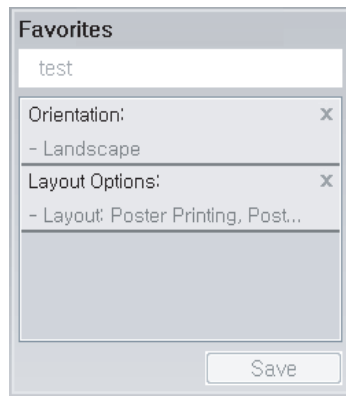 Favorites
test
Orientation: x
- Landscape
Layout Options: x
- Layout: Poster Printing, Post...
Save